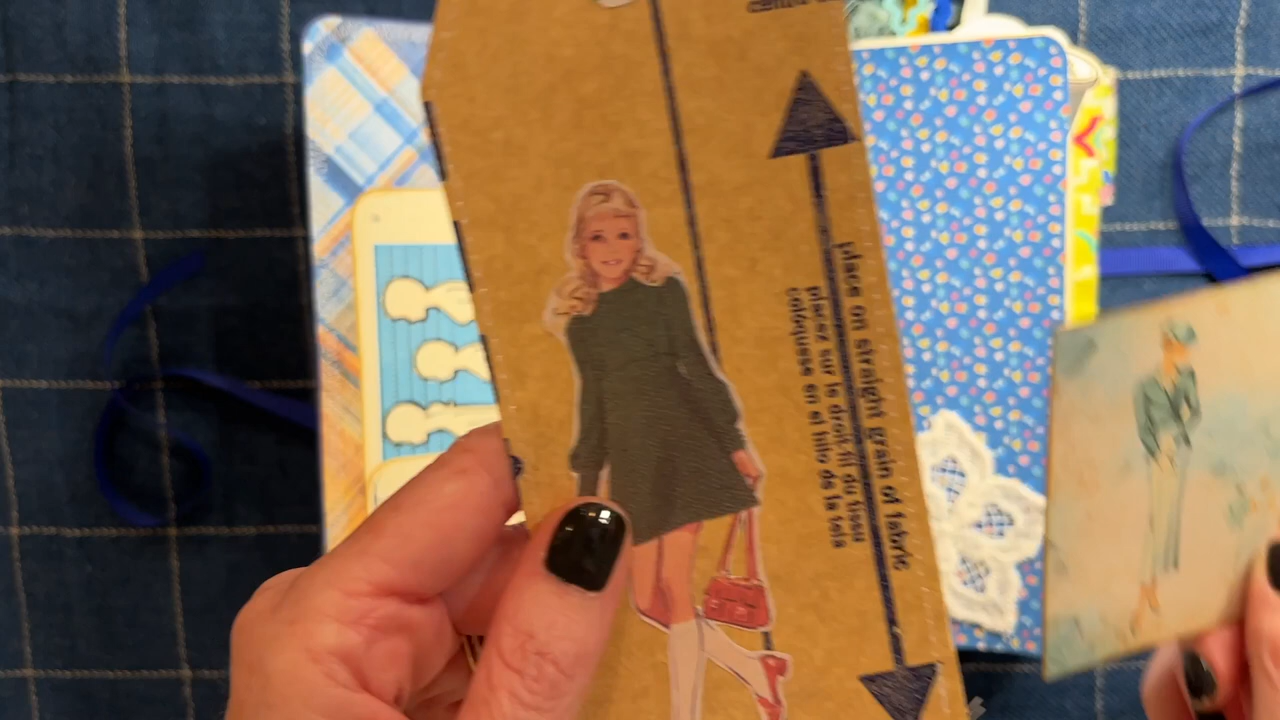 place on straight grain of fabric
placez sur le droit fil du tissu
coloquese en el hilo de la tela